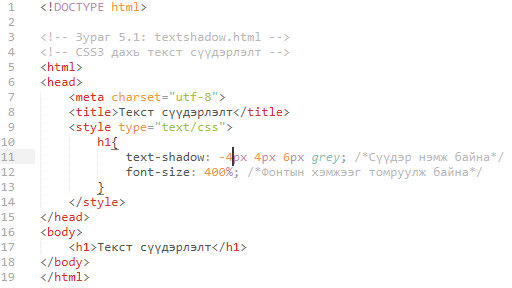 1 <!DOCTYPE html>
2
3 <!-- Зураг 5.1: textshadow.html -->
4 <!-- CSS3 дахь текст сүүдэрлэлт -->
5 <html>
6 <head>
7 <meta charset="utf-8">
8 <title>Текст сүүдэрлэлт</title>
9 <style type="text/css">
10 h1{
11 text-shadow: -4px 4px 6px grey; /*Сүүдэр нэмж байна*/
12 font-size: 400%; /*Фонтын хэмжээг томруулж байна*/
13 }
14 </style>
15 </head>
16 <body>
17 <h1>Текст сүүдэрлэлт</h1>
18 </body>
19 </html>